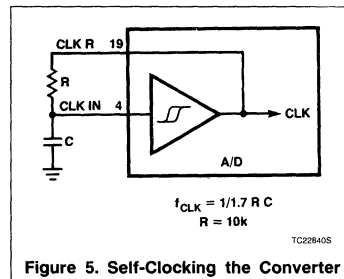 CLK R 19
R
CLK IN 4
CLK
C
A/D
fCLK = 1/1.7 R C
R = 10k
TC22840S
Figure 5. Self-Clocking the Converter